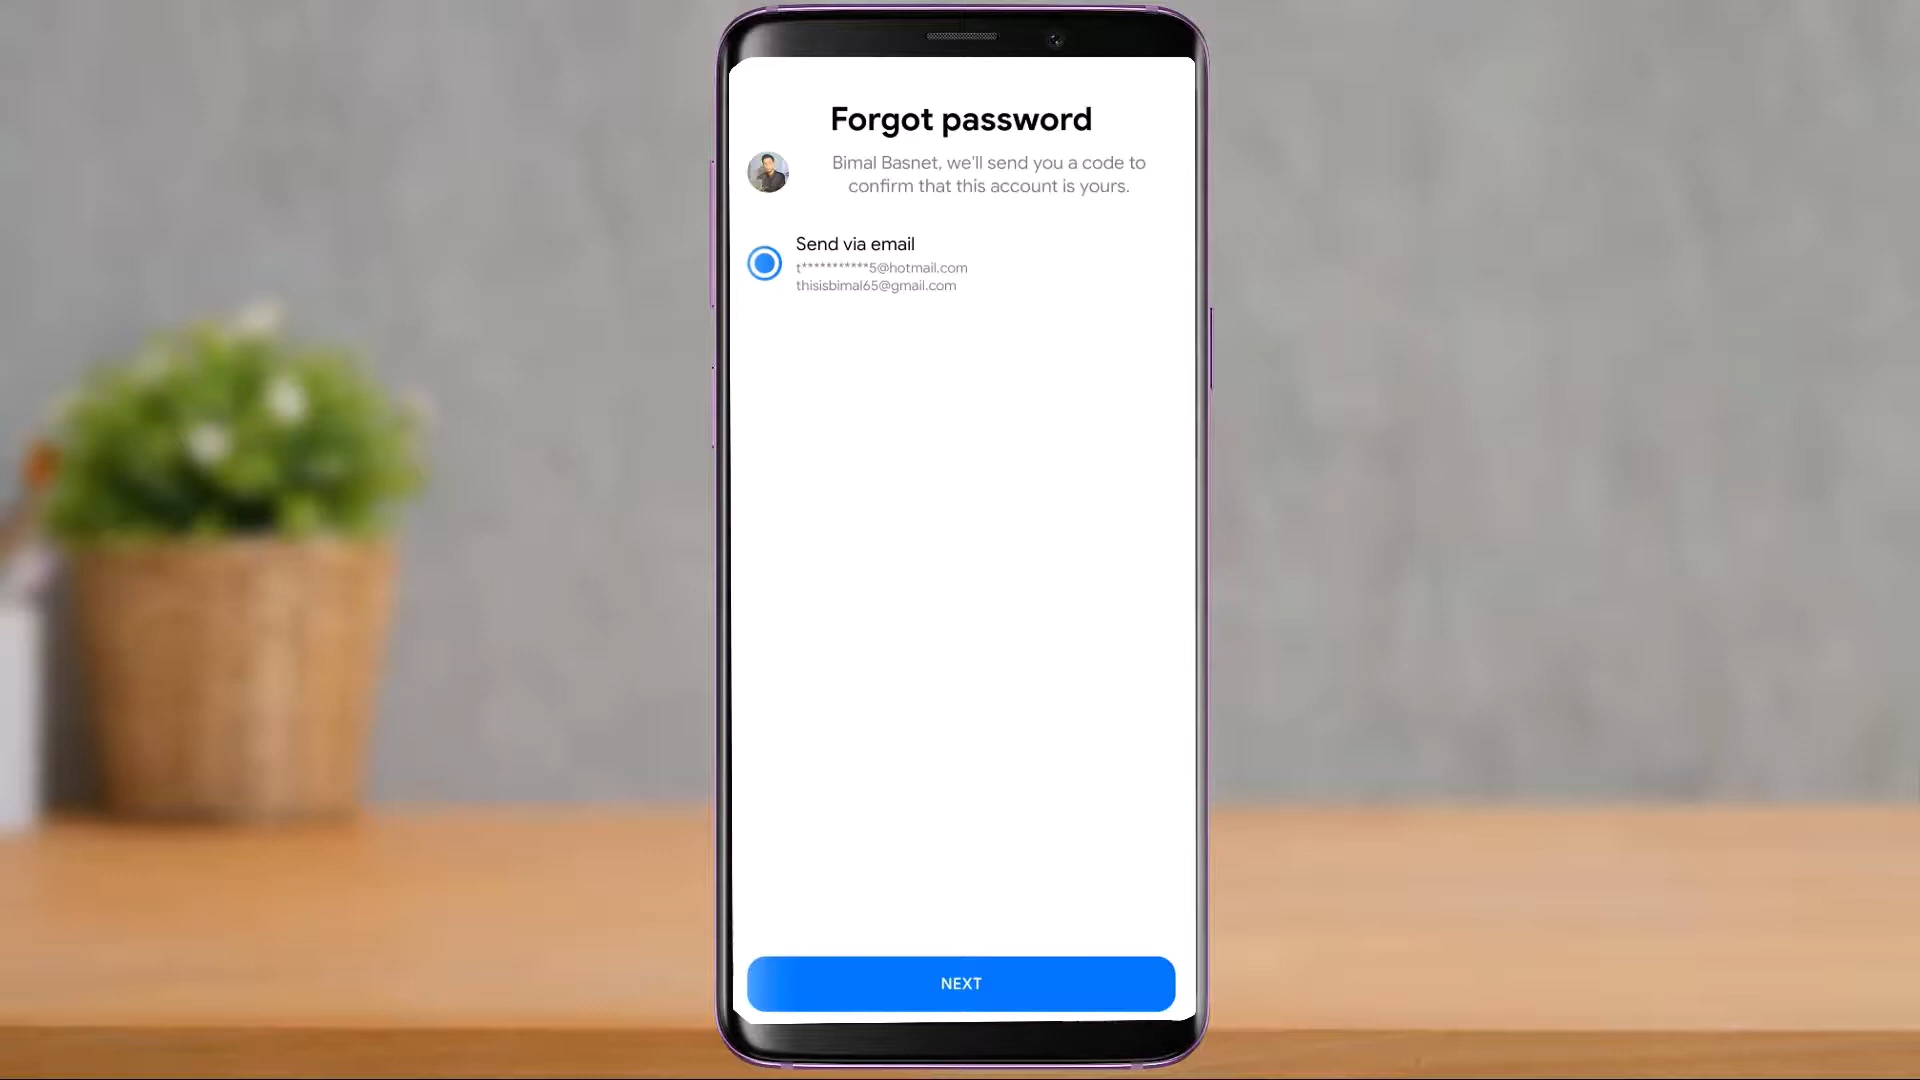 Forgot password
Bimal Basnet, we'll send you a code to
confirm that this account is yours.
Send via email
t***********5@hotmail.com
thisisbimal65@gmail.com
NEXT